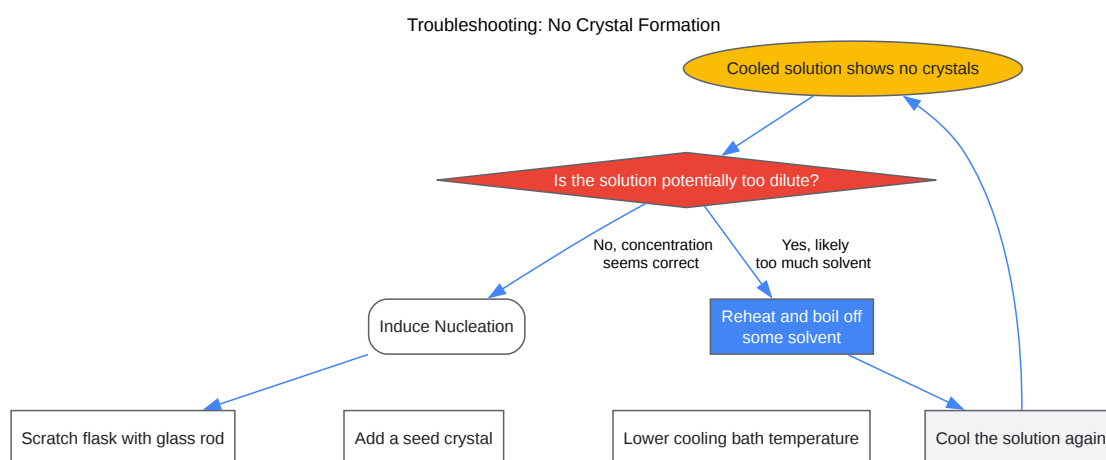 Troubleshooting: No Crystal Formation
Cooled solution shows no crystals
Is the solution potentially too dilute?
No, concentration
seems correct
Yes, likely
too much solvent
Induce Nucleation
Reheat and boil off
some solvent
Scratch flask with glass rod
Add a seed crystal
Lower cooling bath temperature
Cool the solution again